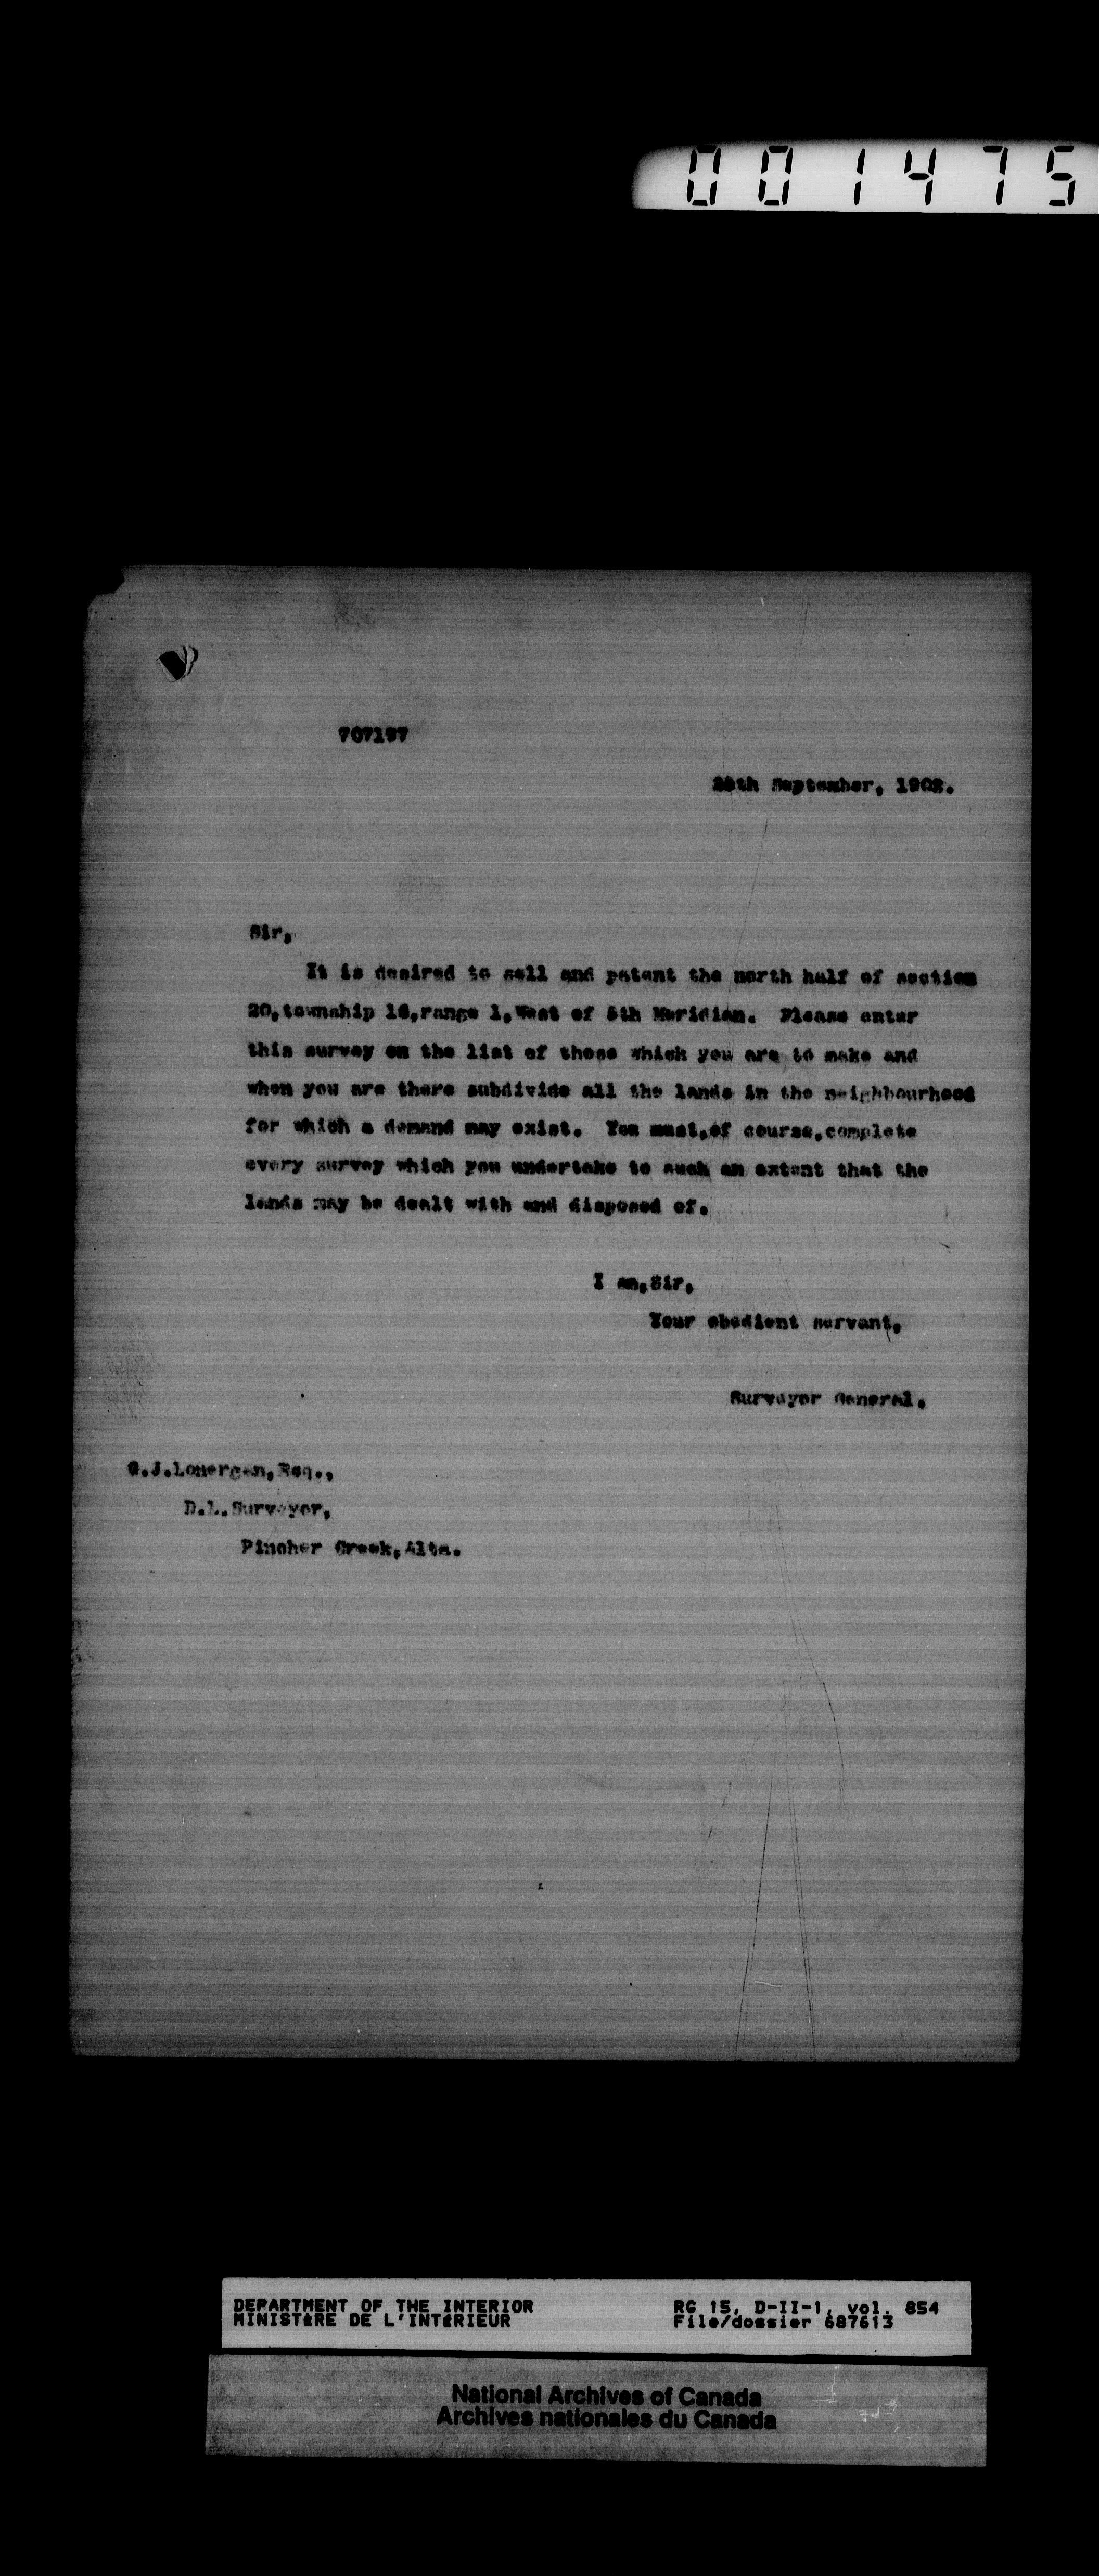 001475
707197
September, 1902.
Sir,
It is desired to sell and patent the north half of section
20,township 16,range 1,West of 5th Meridian. Please enter
this survey on the list of those which you are to make and
when you are there subdivide all the lands in the neighbourhood
for which a demand may exist. You must,of course,complete
every survey which you undertake to such an extent that the
lands may be dealt with and disposed of.
I am,Sir,
Your obedient servant,
Surveyor General.
G.J.Lonergan,Esq.,
D.L.Surveyor,
Pincher Creek,Alta.
DEPARTMENT OF THE INTERIOR
MINISTÈRE DE L'INTÉRIEUR
RG 15, D-II-1, vol. 854
File/dossier 687613
National Archives of Canada
Archives nationales du Canada